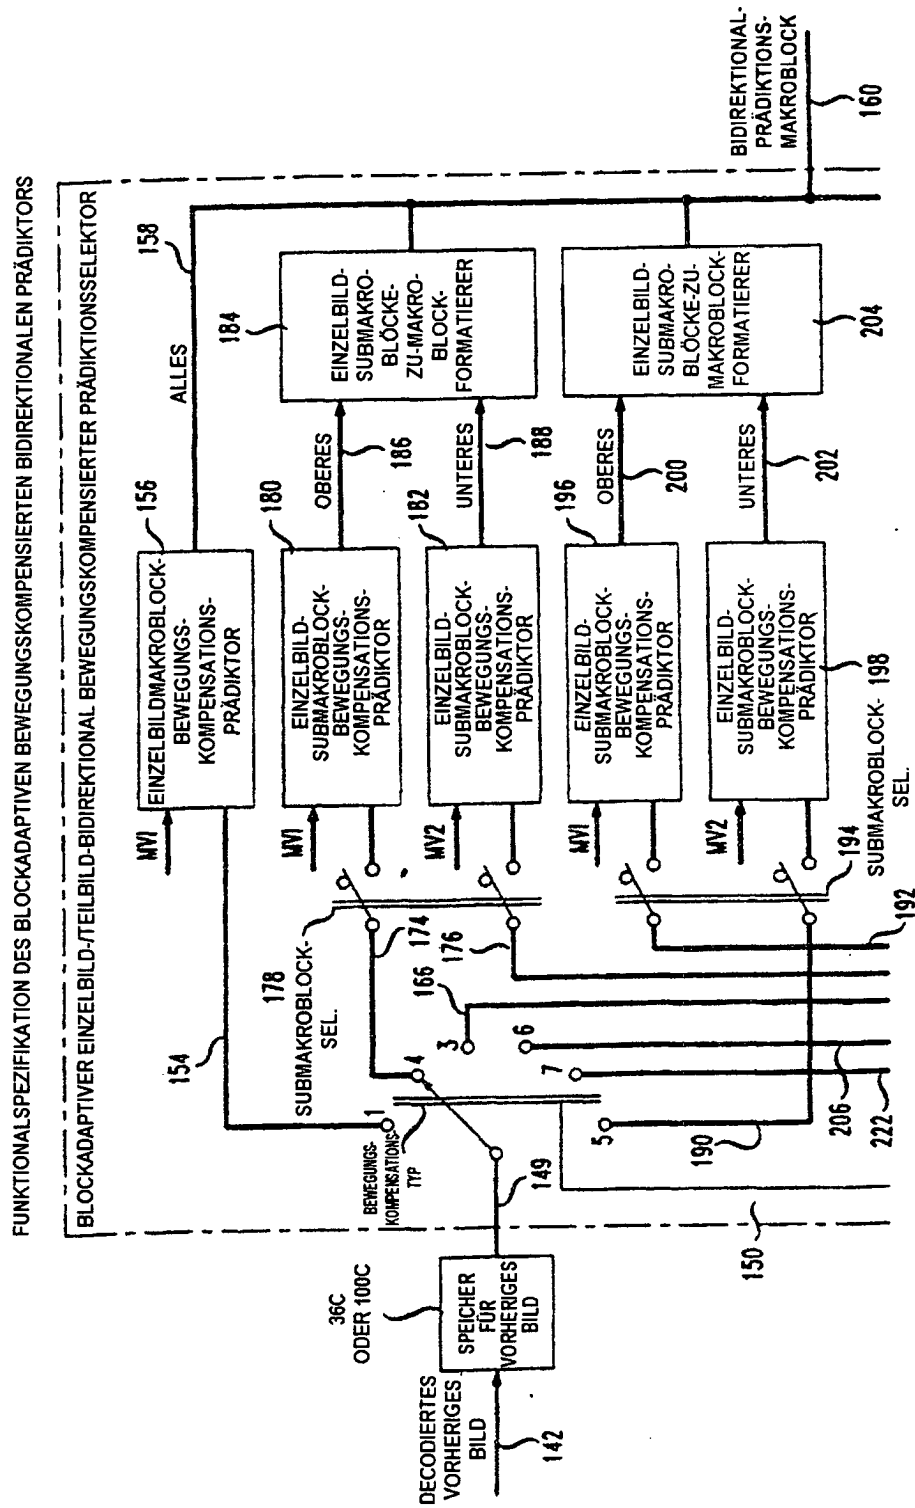 FUNKTIONALSPEZIFIKATION DES BLOCKADAPTIVEN BEWEGUNGSKOMPENSIERTEN BIDIREKTIONALEN PRÄDIKTORS
BLOCKADAPTIVER EINZELBILD-/TEILBILD-BIDIREKTIONAL BEWEGUNGSKOMPENSIERTER PRÄDIKTIONSSELEKTOR
DECODIERTES
VORHERIGES
BILD
142
36C
ODER 100C
SPEICHER
FÜR
VORHERIGES
BILD
149
150
BEWEGUNGS-
KOMPENSATIONS
TYP
1
4
3
6
7
5
154
178
SUBMAKROBLOCK-
SEL.
174
176
166
190
206
222
192
194
SUBMAKROBLOCK-
SEL.
MV1
EINZELBILDMAKROBLOCK-
BEWEGUNGS-
KOMPENSATIONS-
PRÄDIKTOR
156
ALLES
158
MV1
EINZELBILD-
SUBMAKROBLOCK-
BEWEGUNGS-
KOMPENSATIONS-
PRÄDIKTOR
180
OBERES
186
MV2
EINZELBILD-
SUBMAKROBLOCK-
BEWEGUNGS-
KOMPENSATIONS-
PRÄDIKTOR
182
UNTERES
188
184
EINZELBILD-
SUBMAKRO-
BLÖCKE-
ZU-MAKRO-
BLOCK-
FORMATIERER
MV1
EINZELBILD-
SUBMAKROBLOCK-
BEWEGUNGS-
KOMPENSATIONS-
PRADIKTOR
196
OBERES
200
MV2
EINZELBILD-
SUBMAKROBLOCK-
BEWEGUNGS-
KOMPENSATIONS-
PRÄDIKTOR
198
UNTERES
202
EINZELBILD-
SUBMAKRO-
BLÖCKE-ZU-
MAKROBLOCK-
FORMATIERER
204
BIDIREKTIONAL-
PRÄDIKTIONS-
MAKROBLOCK
160